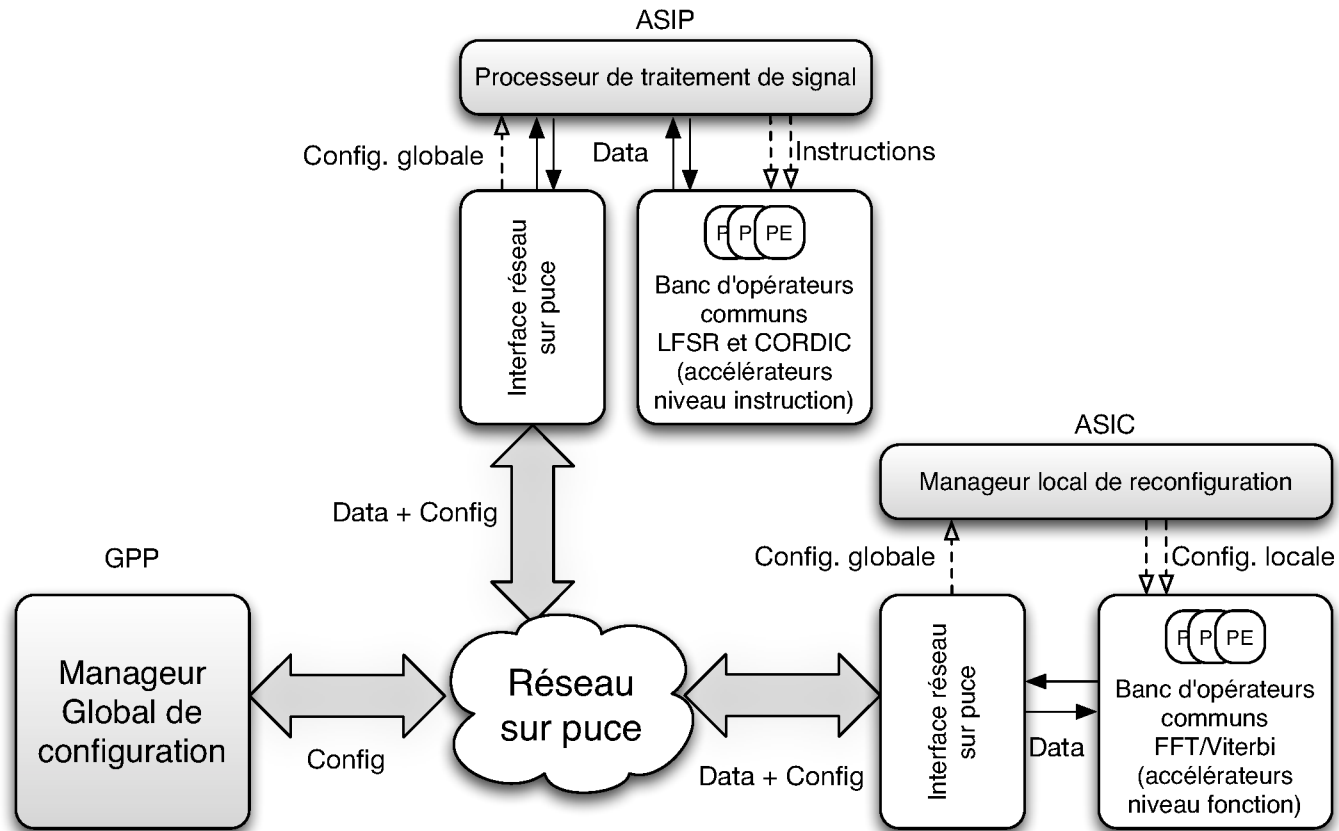 ASIP
Processeur de traitement de signal
Config. globale
Data
Instructions
Interface réseau
sur puce
P P PE
Banc d'opérateurs
communs
LFSR et CORDIC
(accélérateurs
niveau instruction)
Data + Config
ASIC
Manageur local de reconfiguration
Config. globale
Config. locale
GPP
Manageur
Global de
configuration
Config
Réseau
sur puce
Data + Config
Interface réseau
sur puce
Data
P P PE
Banc d'opérateurs
communs
FFT/Viterbi
(accélérateurs
niveau fonction)